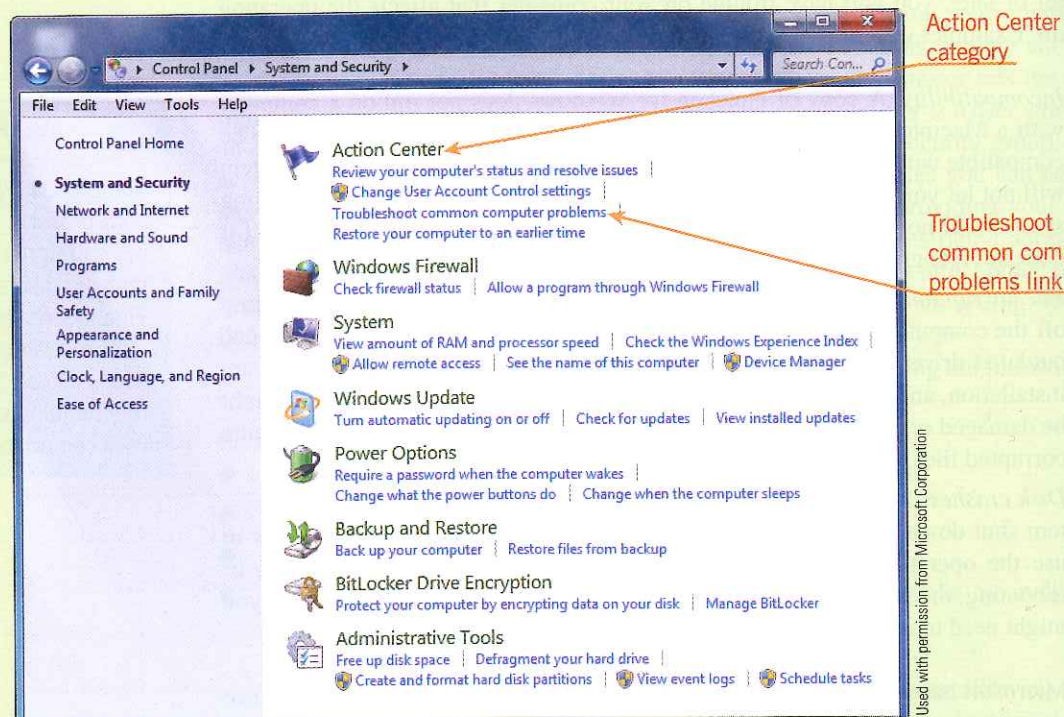 Control Panel ▸ System and Security ▸
Search Con...
File Edit View Tools Help
Control Panel Home
System and Security
Network and Internet
Hardware and Sound
Programs
User Accounts and Family
Safety
Appearance and
Personalization
Clock, Language, and Region
Ease of Access
Action Center
Review your computer's status and resolve issues
Change User Account Control settings
Troubleshoot common computer problems
Restore your computer to an earlier time
Windows Firewall
Check firewall status | Allow a program through Windows Firewall
System
View amount of RAM and processor speed | Check the Windows Experience Index
Allow remote access | See the name of this computer | Device Manager
Windows Update
Turn automatic updating on or off | Check for updates | View installed updates
Power Options
Require a password when the computer wakes
Change what the power buttons do | Change when the computer sleeps
Backup and Restore
Back up your computer | Restore files from backup
BitLocker Drive Encryption
Protect your computer by encrypting data on your disk | Manage BitLocker
Administrative Tools
Free up disk space | Defragment your hard drive
Create and format hard disk partitions | View event logs | Schedule tasks
Action Center
category
Troubleshoot
common com
problems link
Used with permission from Microsoft Corporation